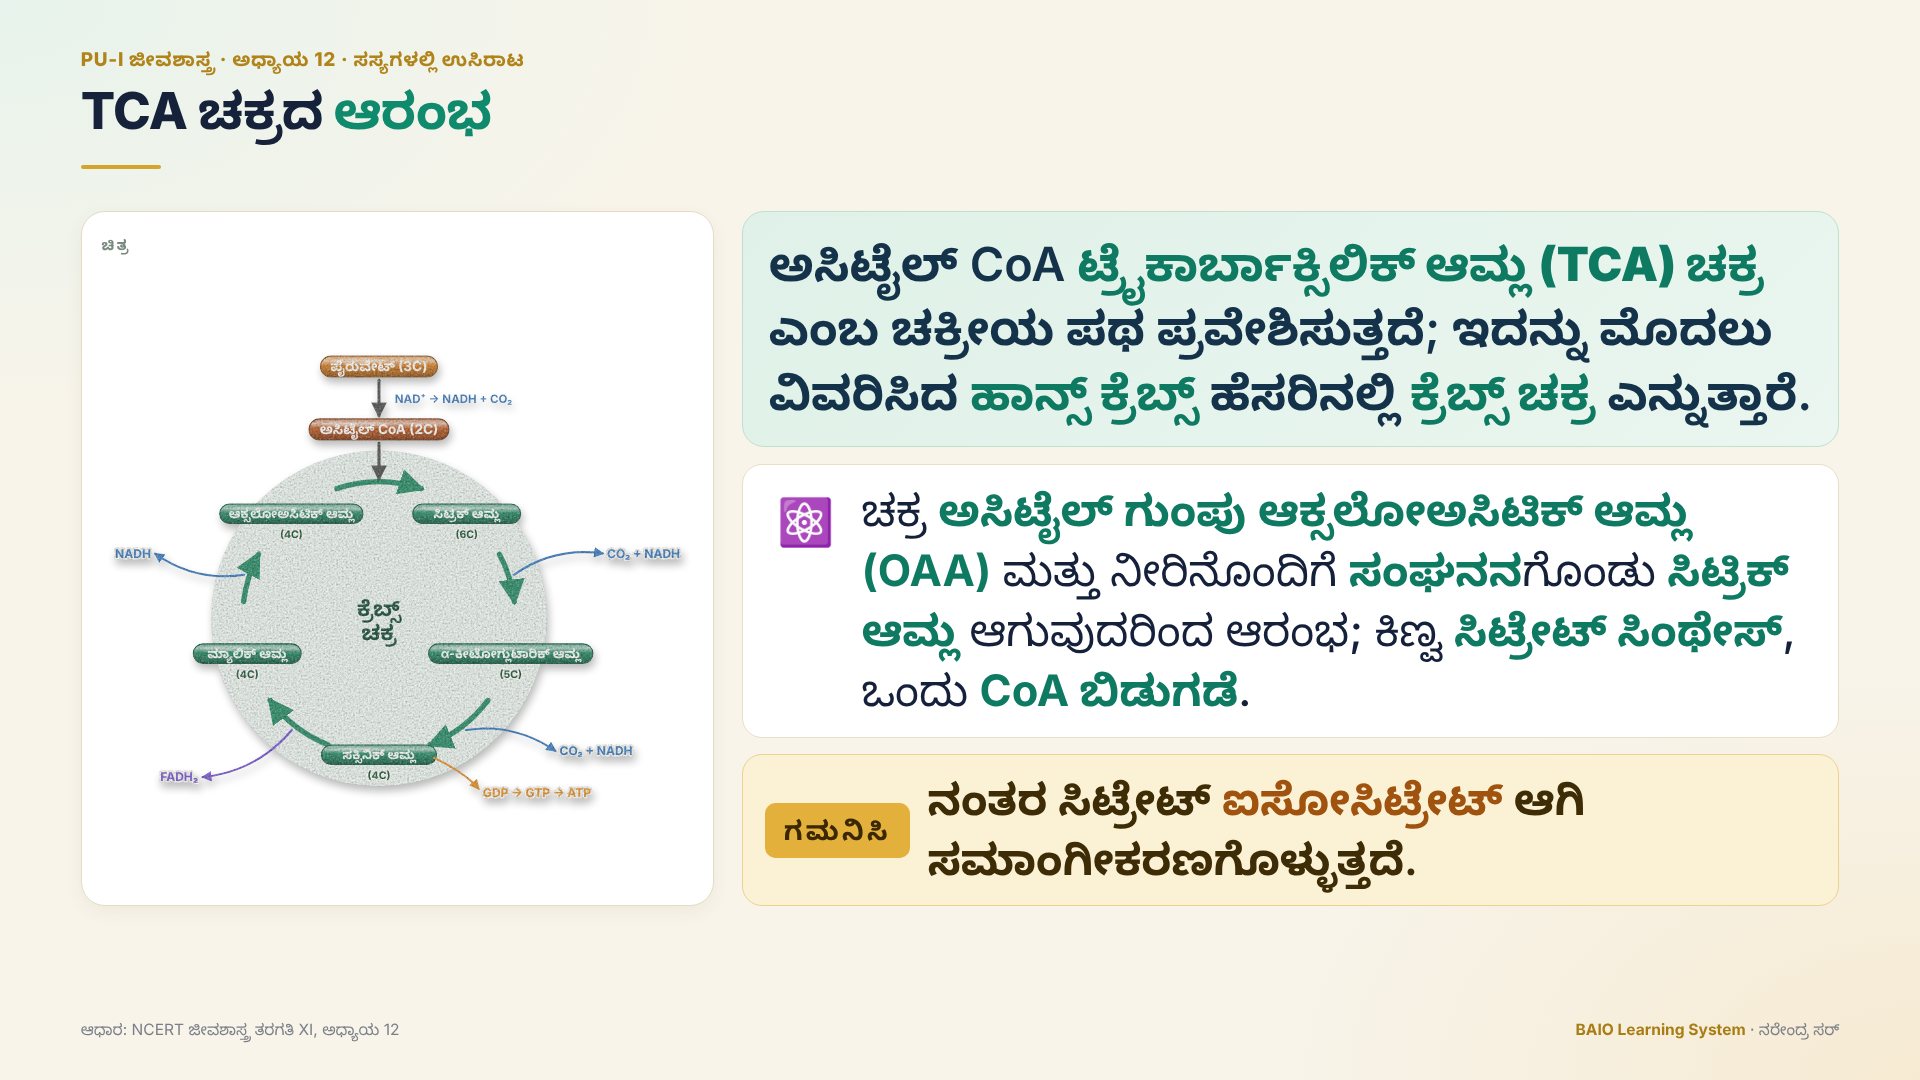 PU-I ಜೀವಶಾಸ್ತ್ರ · ಅಧ್ಯಾಯ 12 · ಸಸ್ಯಗಳಲ್ಲಿ ಉಸಿರಾಟ
TCA ಚಕ್ರದ ಆರಂಭ
ಚಿತ್ರ
ಪೈರುವೇಟ್ (3C)
NAD⁺ → NADH + CO₂
ಅಸಿಟೈಲ್ CoA (2C)
ಆಕ್ಸಲೋಅಸಿಟಿಕ್ ಆಮ್ಲ
(4C)
ಸಿಟ್ರಿಕ್ ಆಮ್ಲ
(6C)
NADH
CO₂ + NADH
ಕ್ರೆಬ್ಸ್
ಚಕ್ರ
ಮ್ಯಾಲಿಕ್ ಆಮ್ಲ
(4C)
α-ಕೀಟೋಗ್ಲುಟಾರಿಕ್ ಆಮ್ಲ
(5C)
ಸಕ್ಸಿನಿಕ್ ಆಮ್ಲ
(4C)
CO₂ + NADH
FADH₂
GDP → GTP → ATP
ಅಸಿಟೈಲ್ CoA ಟ್ರೈಕಾರ್ಬಾಕ್ಸಿಲಿಕ್ ಆಮ್ಲ (TCA) ಚಕ್ರ
ಎಂಬ ಚಕ್ರೀಯ ಪಥ ಪ್ರವೇಶಿಸುತ್ತದೆ; ಇದನ್ನು ಮೊದಲು
ವಿವರಿಸಿದ ಹಾನ್ಸ್ ಕ್ರೆಬ್ಸ್ ಹೆಸರಿನಲ್ಲಿ ಕ್ರೆಬ್ಸ್ ಚಕ್ರ ಎನ್ನುತ್ತಾರೆ.
ಚಕ್ರ ಅಸಿಟೈಲ್ ಗುಂಪು ಆಕ್ಸಲೋಅಸಿಟಿಕ್ ಆಮ್ಲ
(OAA) ಮತ್ತು ನೀರಿನೊಂದಿಗೆ ಸಂಘನನಗೊಂಡು ಸಿಟ್ರಿಕ್
ಆಮ್ಲ ಆಗುವುದರಿಂದ ಆರಂಭ; ಕಿಣ್ವ ಸಿಟ್ರೇಟ್ ಸಿಂಥೇಸ್,
ಒಂದು CoA ಬಿಡುಗಡೆ.
ಗಮನಿಸಿ
ನಂತರ ಸಿಟ್ರೇಟ್ ಐಸೋಸಿಟ್ರೇಟ್ ಆಗಿ
ಸಮಾಂಗೀಕರಣಗೊಳ್ಳುತ್ತದೆ.
ಆಧಾರ: NCERT ಜೀವಶಾಸ್ತ್ರ ತರಗತಿ XI, ಅಧ್ಯಾಯ 12
BAIO Learning System · ನರೇಂದ್ರ ಸರ್